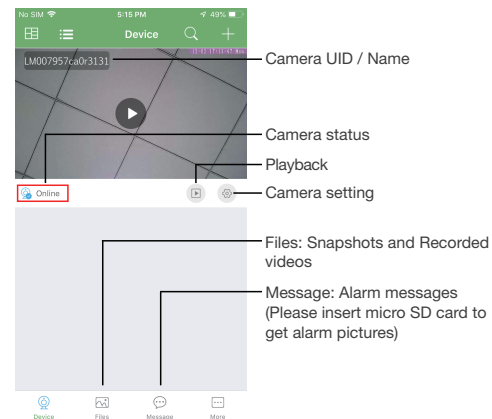 No SIM 5:15 PM 49%
Device
LM007957ca0r3131
Camera UID / Name
Camera status
Online
Playback
Camera setting
Files: Snapshots and Recorded
videos
Message: Alarm messages
(Please insert micro SD card to
get alarm pictures)
Device Files Message More